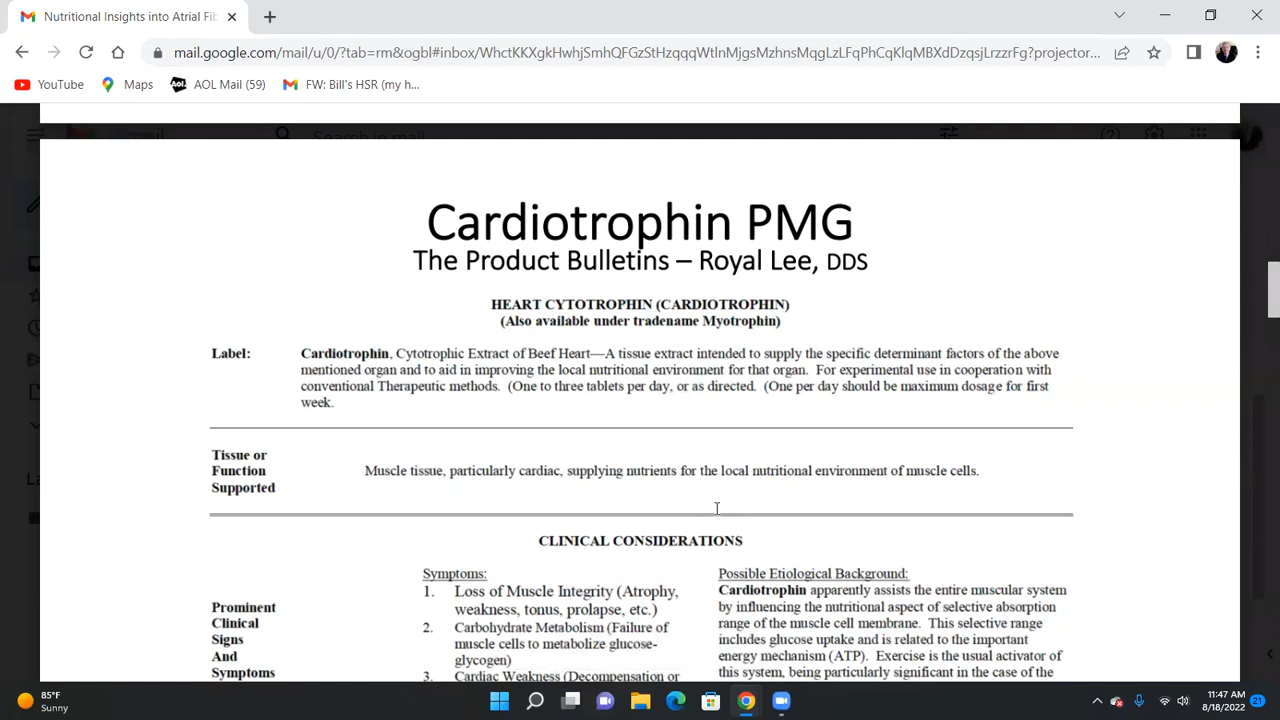 Nutritional Insights into Atrial Fib
mail.google.com/mail/u/0/?tab=rm&ogbl#inbox/WhctKKXgkHwhjSmhQFGzStHzqqqWtlnMjgsMzhnsMqgLzLFqPhCqKlqMBXdDzqsjLrzzrFg?projector...
YouTube Maps AOL Mail (59) FW: Bill's HSR (my h...
Search in mail
Cardiotrophin PMG
The Product Bulletins – Royal Lee, DDS
HEART CYTOTROPHIN (CARDIOTROPHIN)
(Also available under tradename Myotrophin)
Label: Cardiotrophin, Cytotrophic Extract of Beef Heart—A tissue extract intended to supply the specific determinant factors of the above
mentioned organ and to aid in improving the local nutritional environment for that organ. For experimental use in cooperation with
conventional Therapeutic methods. (One to three tablets per day, or as directed. (One per day should be maximum dosage for first
week.
Tissue or
Function
Supported
Muscle tissue, particularly cardiac, supplying nutrients for the local nutritional environment of muscle cells.
CLINICAL CONSIDERATIONS
Prominent
Clinical
Signs
And
Symptoms
Symptoms:
1. Loss of Muscle Integrity (Atrophy,
weakness, tonus, prolapse, etc.)
2. Carbohydrate Metabolism (Failure of
muscle cells to metabolize glucose-
glycogen)
3. Cardiac Weakness (Decompensation or
Possible Etiological Background:
Cardiotrophin apparently assists the entire muscular system
by influencing the nutritional aspect of selective absorption
range of the muscle cell membrane. This selective range
includes glucose uptake and is related to the important
energy mechanism (ATP). Exercise is the usual activator of
this system, being particularly significant in the case of the
85°F
Sunny
11:47 AM
8/18/2022
21